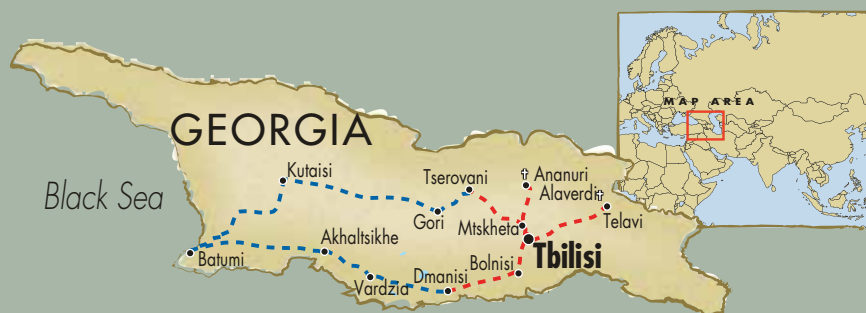 MAP AREA
GEORGIA
Black Sea
Kutaisi
Tserovani
Ananuri
Alaverdi
Gori
Mtskheta
Telavi
Tbilisi
Batumi
Akhaltsikhe
Vardzia
Dmanisi
Bolnisi